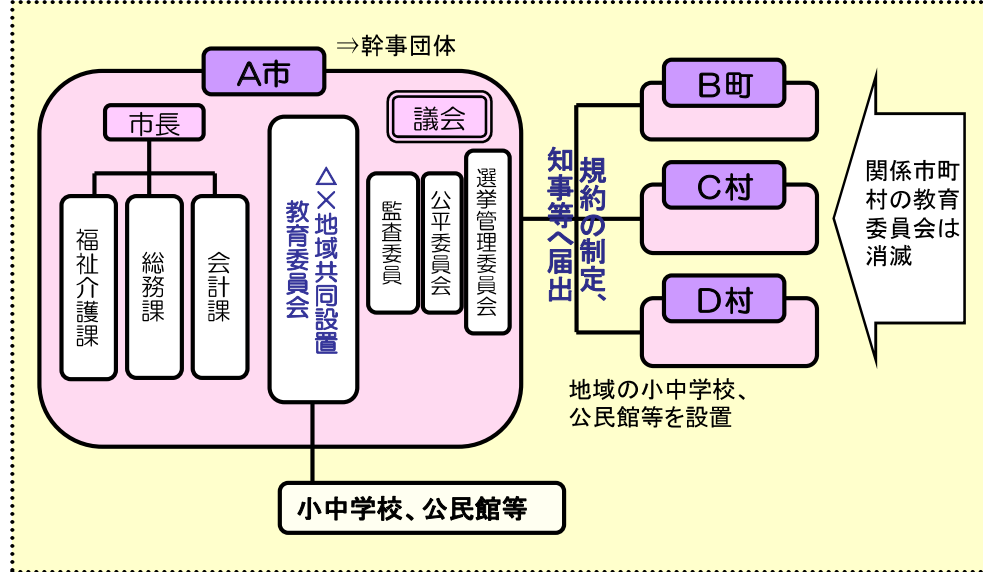 ⇒幹事団体
A市
市長
議会
福祉介護課
総務課
会計課
△×地域共同設置
教育委員会
監査委員
公平委員会
選挙管理委員会
規約の制定、
知事等へ届出
B町
C村
D村
関係市町
村の教育
委員会は
消滅
地域の小中学校、
公民館等を設置
小中学校、公民館等